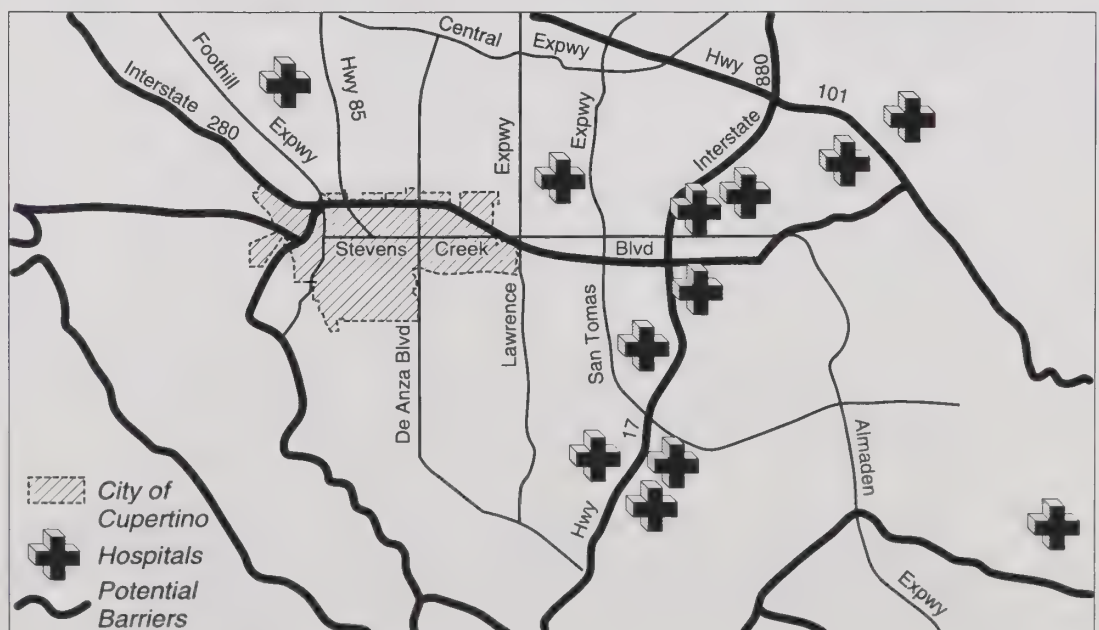 Central
Expwy
Hwy
880
101
Foothill
Expwy
Hwy 85
Interstate
280
Expwy
Expwy
Interstate
Stevens
Creek
Blvd
De Anza Blvd
Lawrence
San Tomas
17
Hwy
Almaden
Expwy
City of
Cupertino
Hospitals
Potential
Barriers